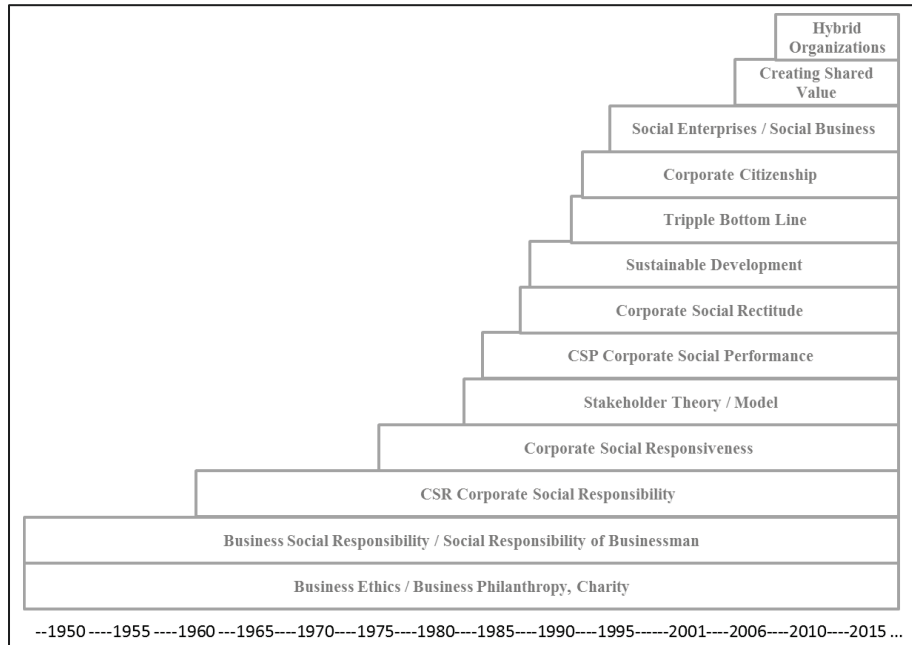 Hybrid
Organizations
Creating Shared
Value
Social Enterprises / Social Business
Corporate Citizenship
Tripple Bottom Line
Sustainable Development
Corporate Social Rectitude
CSP Corporate Social Performance
Stakeholder Theory / Model
Corporate Social Responsiveness
CSR Corporate Social Responsibility
Business Social Responsibility / Social Responsibility of Businessman
Business Ethics / Business Philanthropy, Charity
--1950 ----1955 ----1960 ---1965----1970----1975----1980 ----1985----1990 ----1995------2001 ----2006----2010----2015 ...